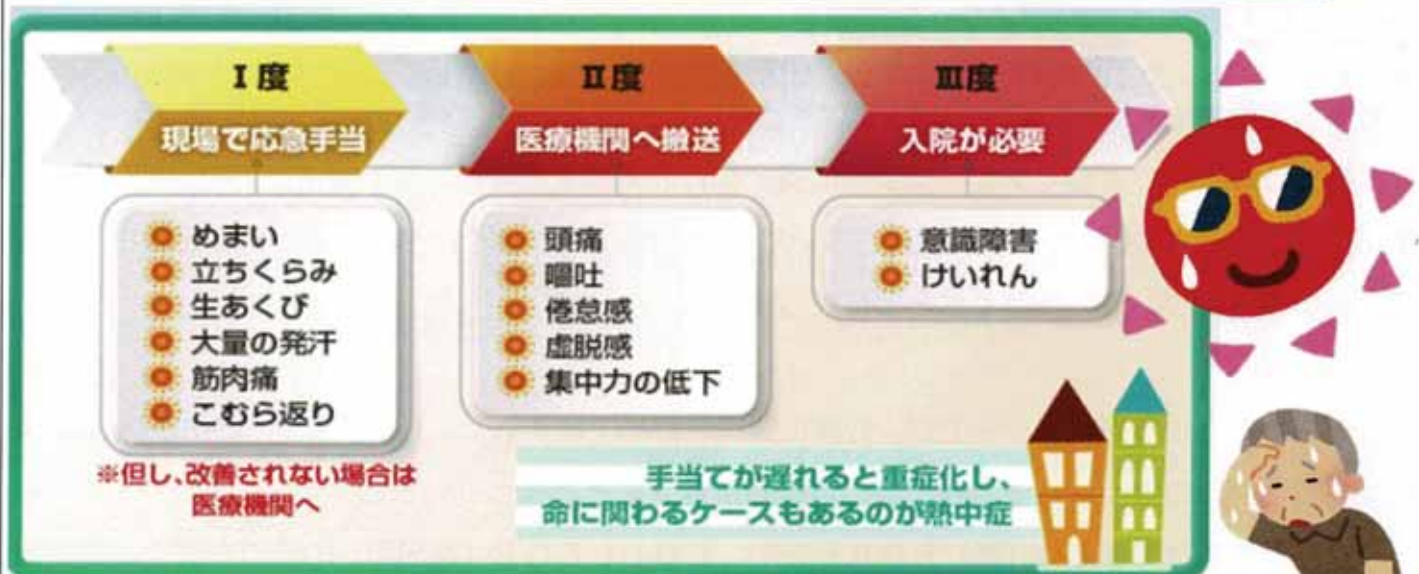 I度
現場で応急手当
めまい
立ちくらみ
生あくび
大量の発汗
筋肉痛
こむら返り
※但し、改善されない場合は
医療機関へ
II度
医療機関へ搬送
頭痛
嘔吐
倦怠感
虚脱感
集中力の低下
III度
入院が必要
意識障害
けいれん
手当てが遅れると重症化し、
命に関わるケースもあるのが熱中症